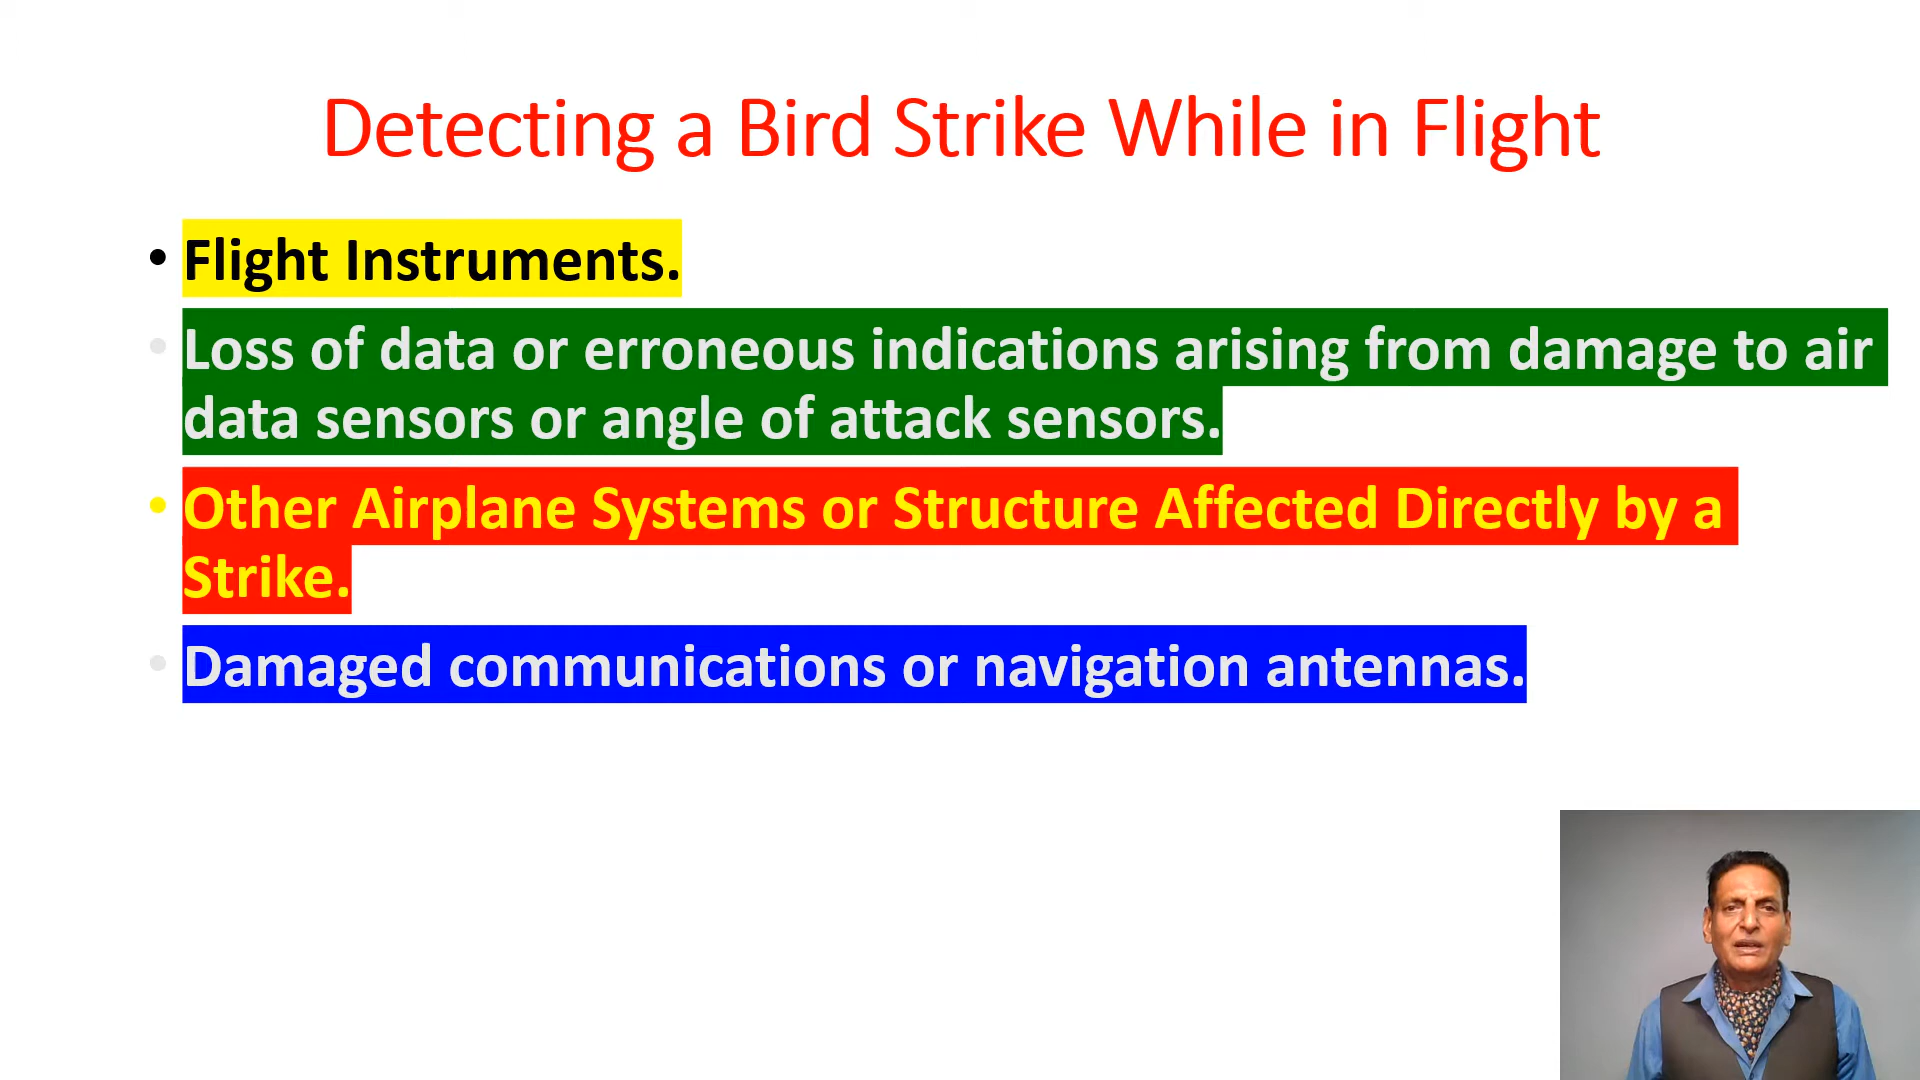 Detecting a Bird Strike While in Flight
• Flight Instruments.
• Loss of data or erroneous indications arising from damage to air
data sensors or angle of attack sensors.
• Other Airplane Systems or Structure Affected Directly by a
Strike.
• Damaged communications or navigation antennas.